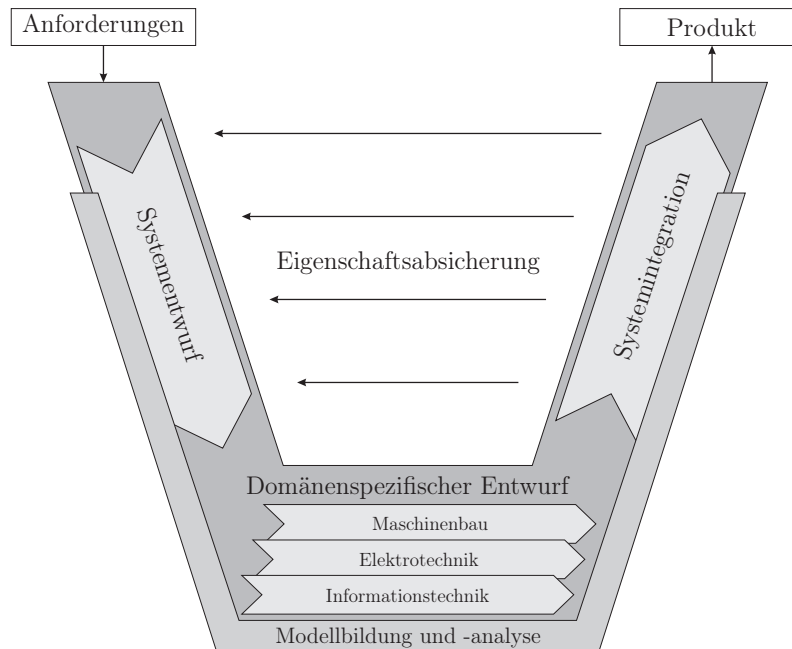 Anforderungen
Produkt
Systementwurf
Eigenschaftsabsicherung
Systemintegration
Domänenspezifischer Entwurf
Maschinenbau
Elektrotechnik
Informationstechnik
Modellbildung und -analyse